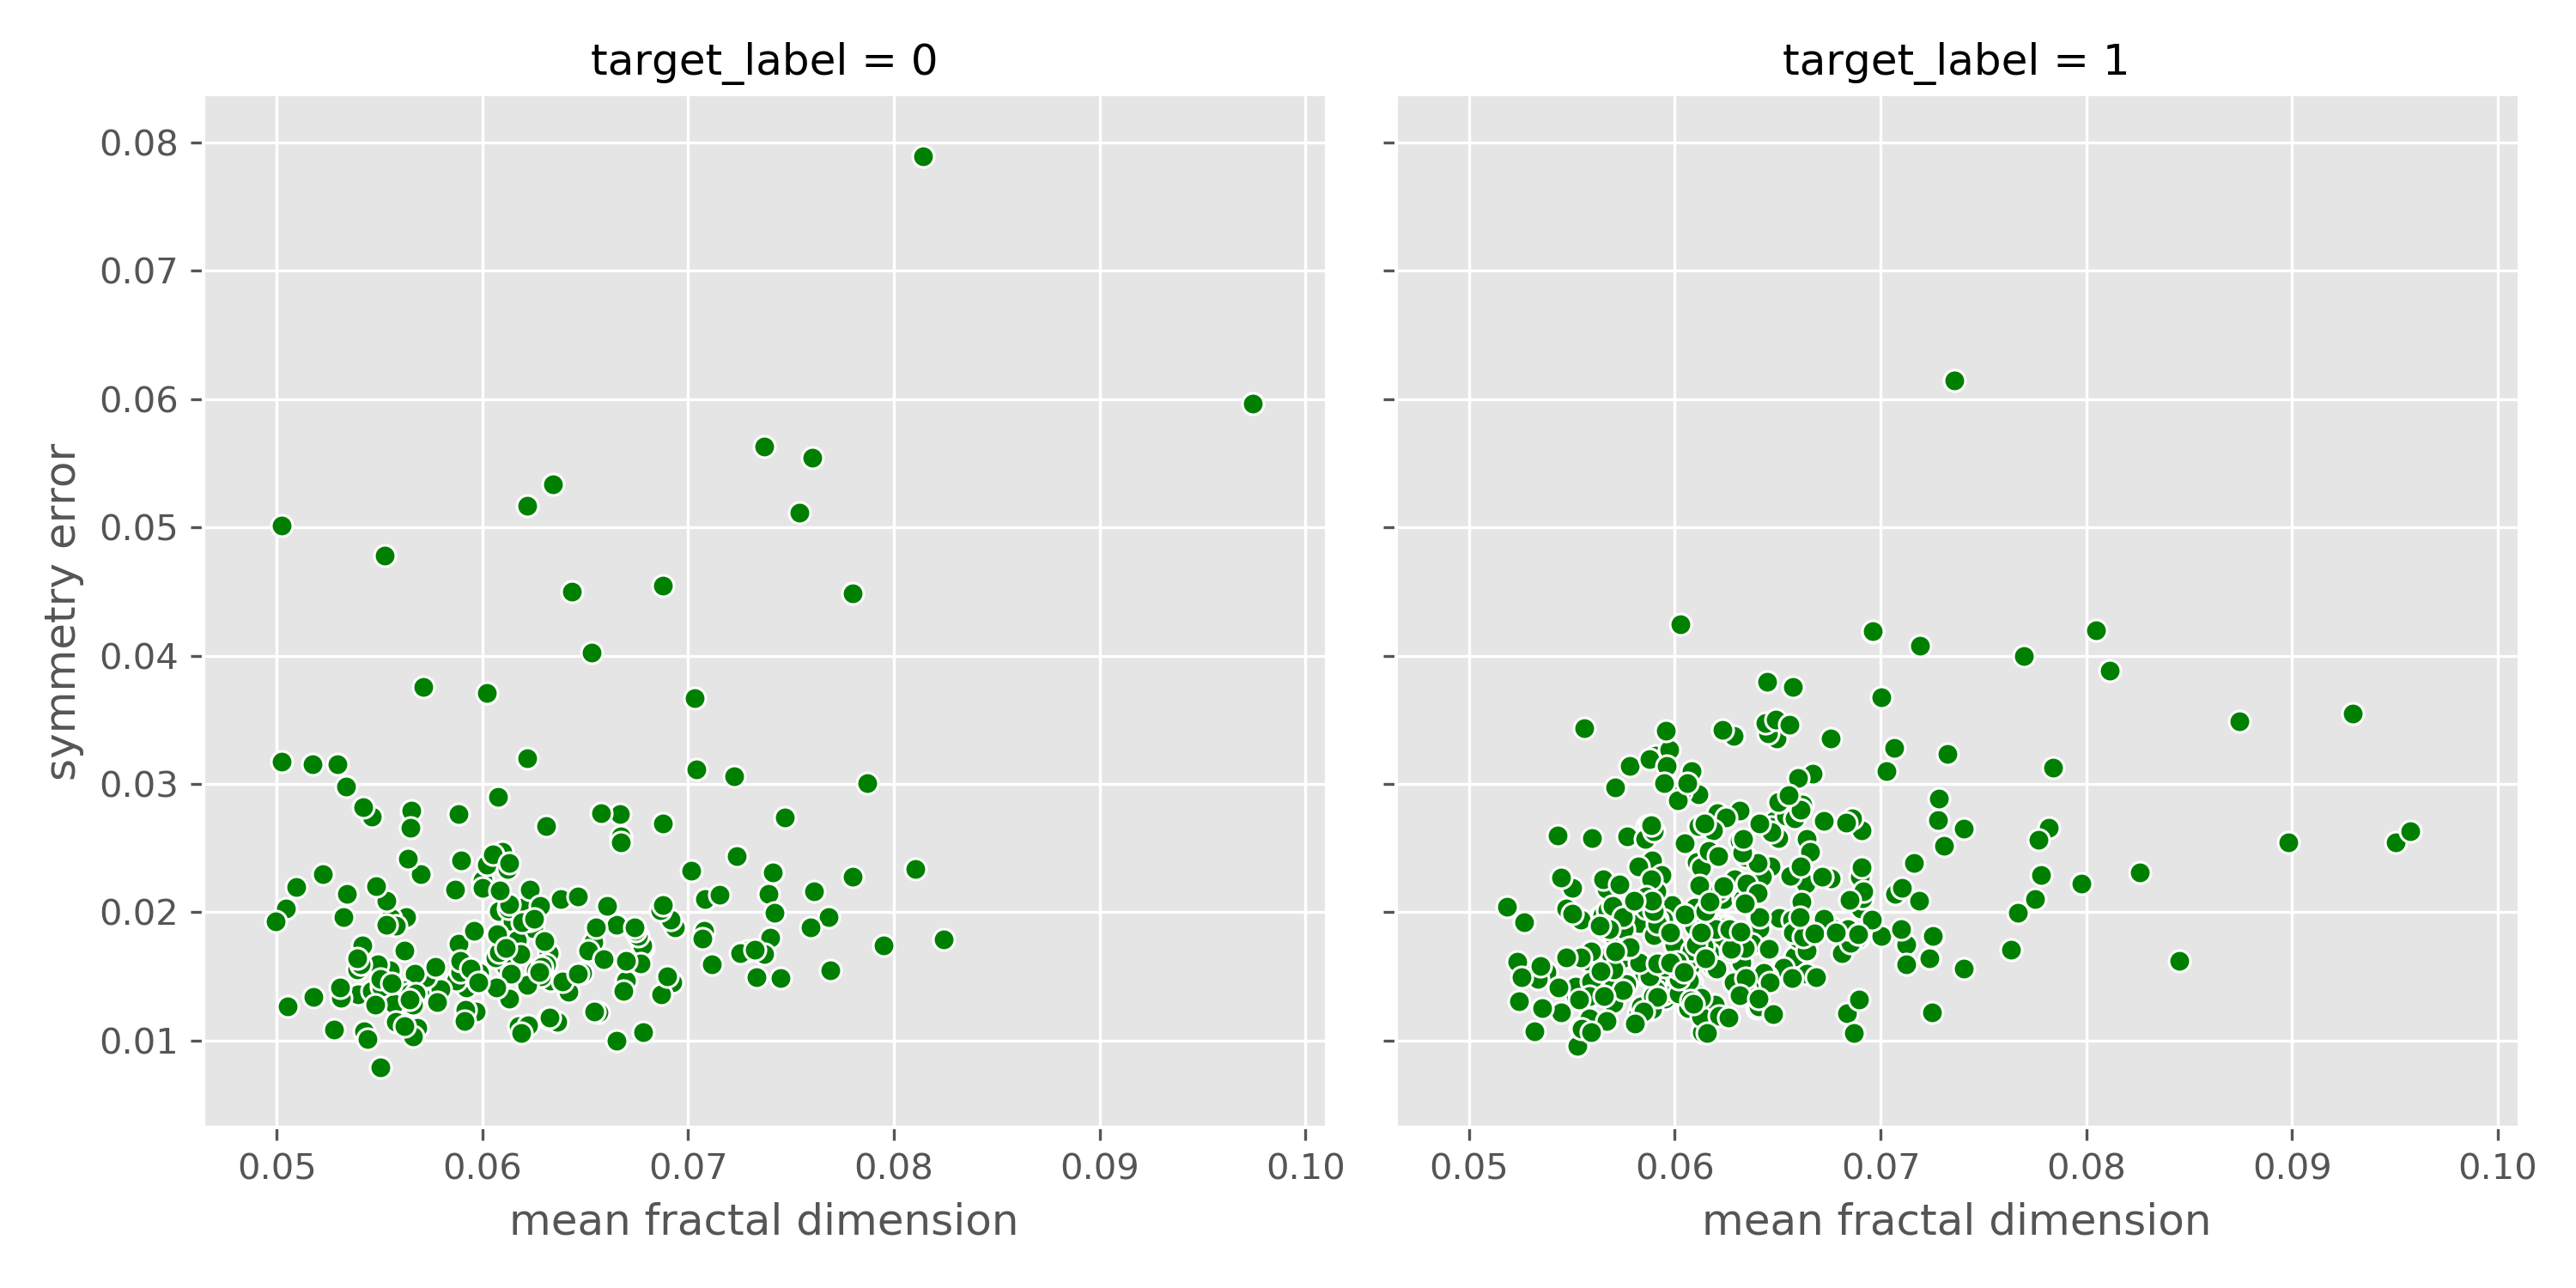 target_label = 0
target_label = 1
0.08
0.07
0.06
0.05
0.04
0.03
0.02
0.01
symmetry error
0.05 0.06 0.07 0.08 0.09 0.10
0.05 0.06 0.07 0.08 0.09 0.10
mean fractal dimension
mean fractal dimension